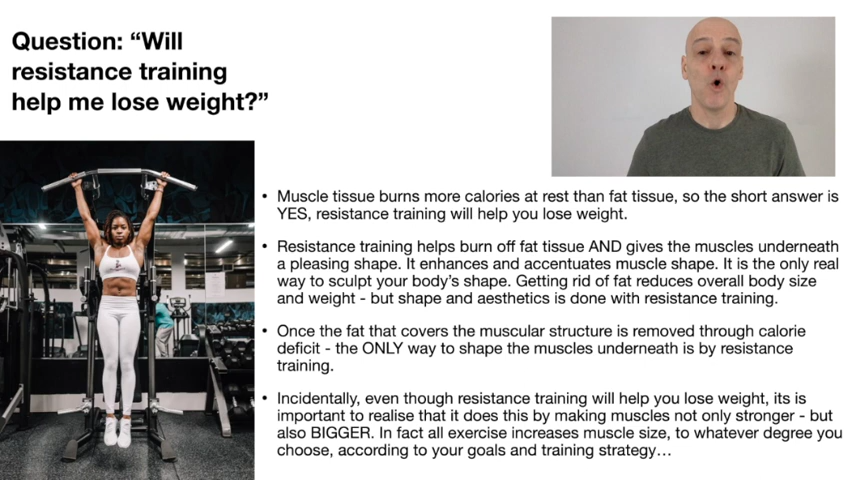 Question: “Will
resistance training
help me lose weight?”
• Muscle tissue burns more calories at rest than fat tissue, so the short answer is
YES, resistance training will help you lose weight.
• Resistance training helps burn off fat tissue AND gives the muscles underneath
a pleasing shape. It enhances and accentuates muscle shape. It is the only real
way to sculpt your body’s shape. Getting rid of fat reduces overall body size
and weight - but shape and aesthetics is done with resistance training.
• Once the fat that covers the muscular structure is removed through calorie
deficit - the ONLY way to shape the muscles underneath is by resistance
training.
• Incidentally, even though resistance training will help you lose weight, its is
important to realise that it does this by making muscles not only stronger - but
also BIGGER. In fact all exercise increases muscle size, to whatever degree you
choose, according to your goals and training strategy…